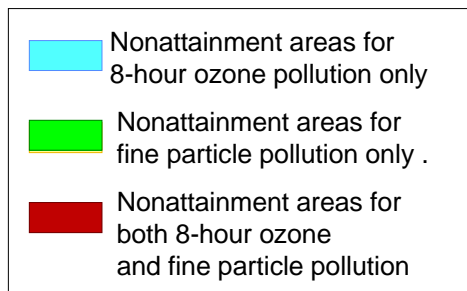 Nonattainment areas for
8-hour ozone pollution only
Nonattainment areas for
fine particle pollution only .
Nonattainment areas for
both 8-hour ozone
and fine particle pollution